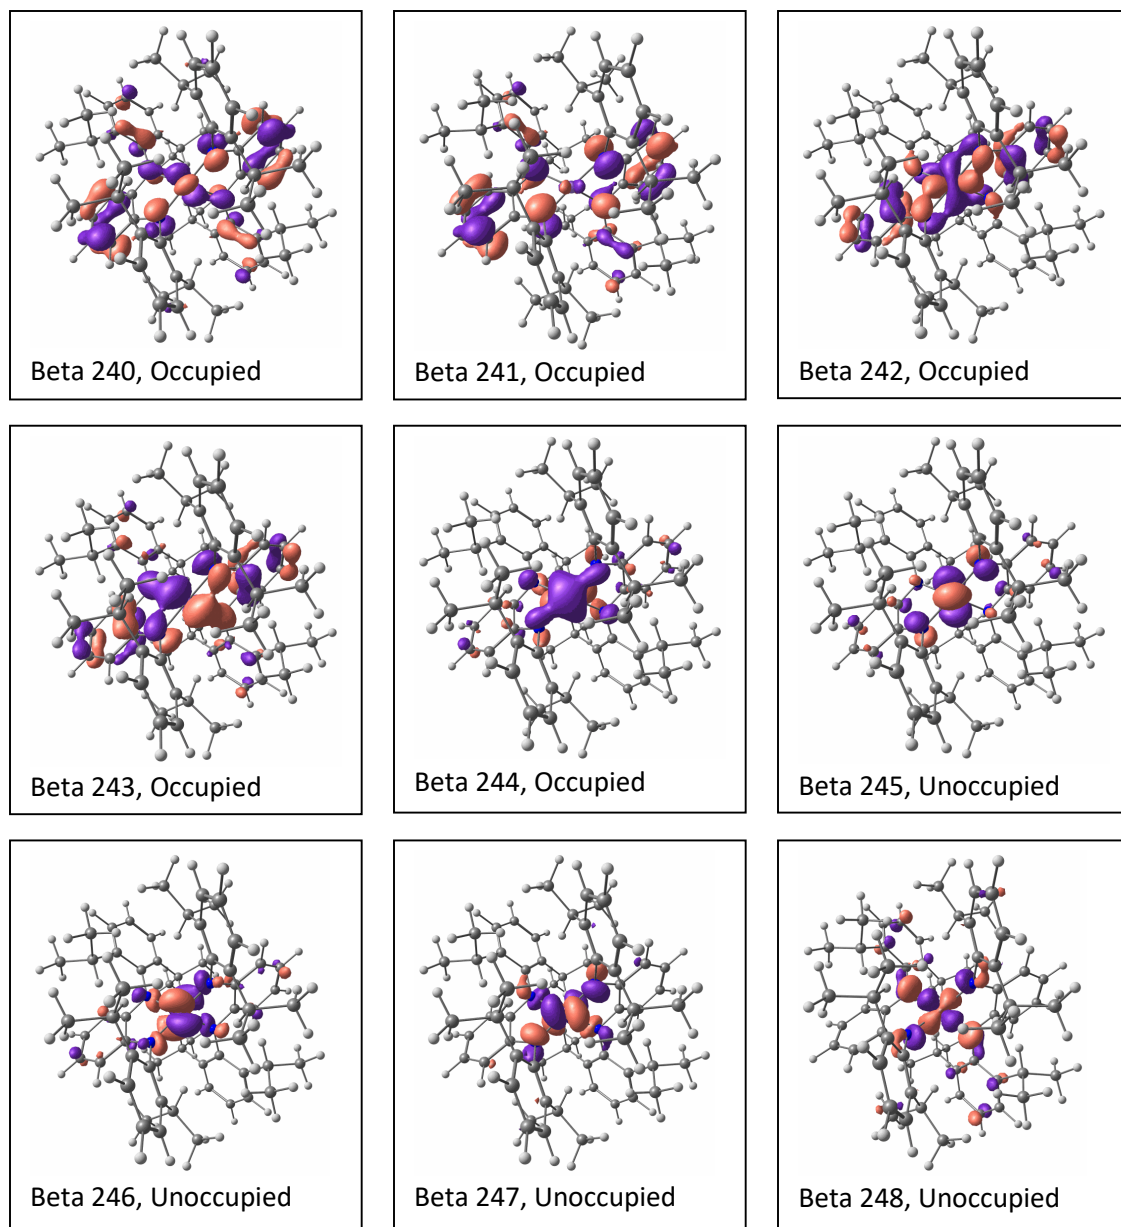 Beta 240, Occupied
Beta 241, Occupied
Beta 242, Occupied
Beta 243, Occupied
Beta 244, Occupied
Beta 245, Unoccupied
Beta 246, Unoccupied
Beta 247, Unoccupied
Beta 248, Unoccupied